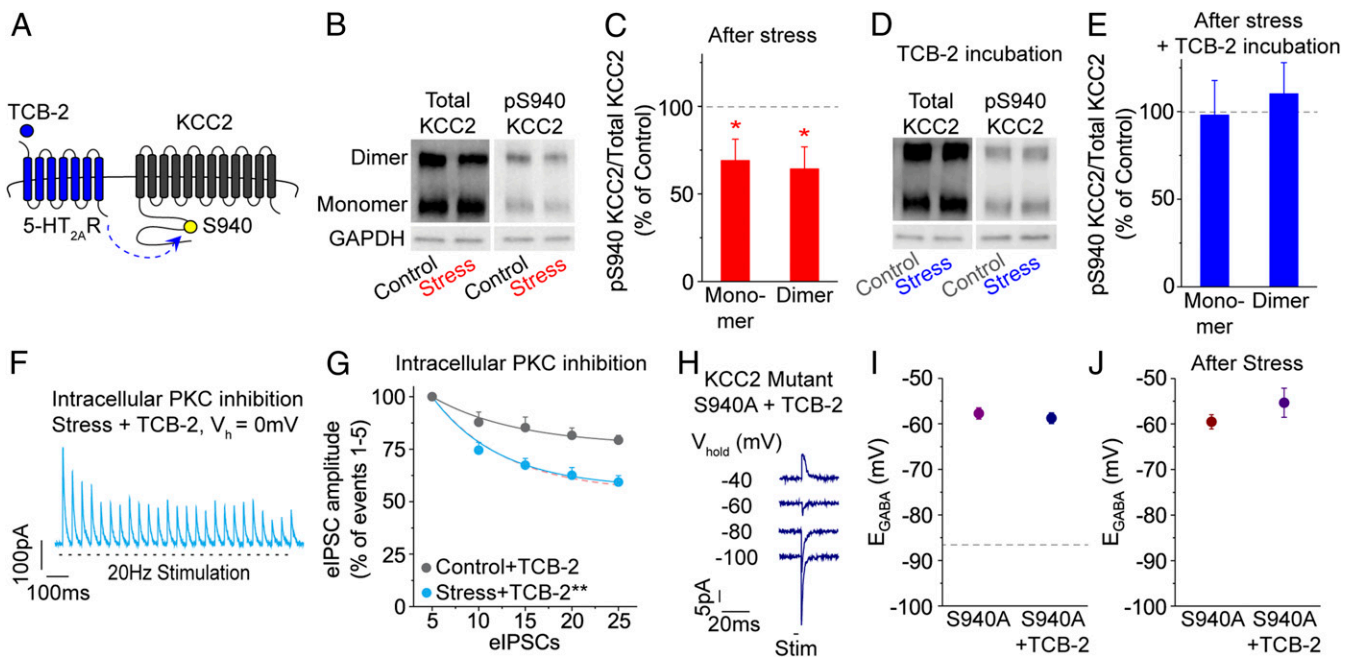 A
TCB-2
KCC2
5-HT2AR
S940
B
Total
KCC2
pS940
KCC2
Dimer
Monomer
GAPDH
Control
Stress
Control
Stress
C
After stress
pS940 KCC2/Total KCC2
(% of Control)
100
50
0
*
*
Mono-
mer
Dimer
D
TCB-2 incubation
Total
KCC2
pS940
KCC2
Control
Stress
Control
Stress
E
After stress
+ TCB-2 incubation
pS940 KCC2/Total KCC2
(% of Control)
100
50
0
Mono-
mer
Dimer
F
Intracellular PKC inhibition
Stress + TCB-2, Vh = 0mV
100pA
100ms
20Hz Stimulation
G
Intracellular PKC inhibition
eIPSC amplitude
(% of events 1-5)
100
75
50
25
0
Control+TCB-2
Stress+TCB-2**
5 10 15 20 25
eIPSCs
H
KCC2 Mutant
S940A + TCB-2
Vhold (mV)
-40
-60
-80
-100
5pA
20ms
Stim
I
EGABA (mV)
-50
-60
-70
-80
-90
-100
S940A
S940A
+TCB-2
J
After Stress
EGABA (mV)
-50
-60
-70
-80
-90
-100
S940A
S940A
+TCB-2